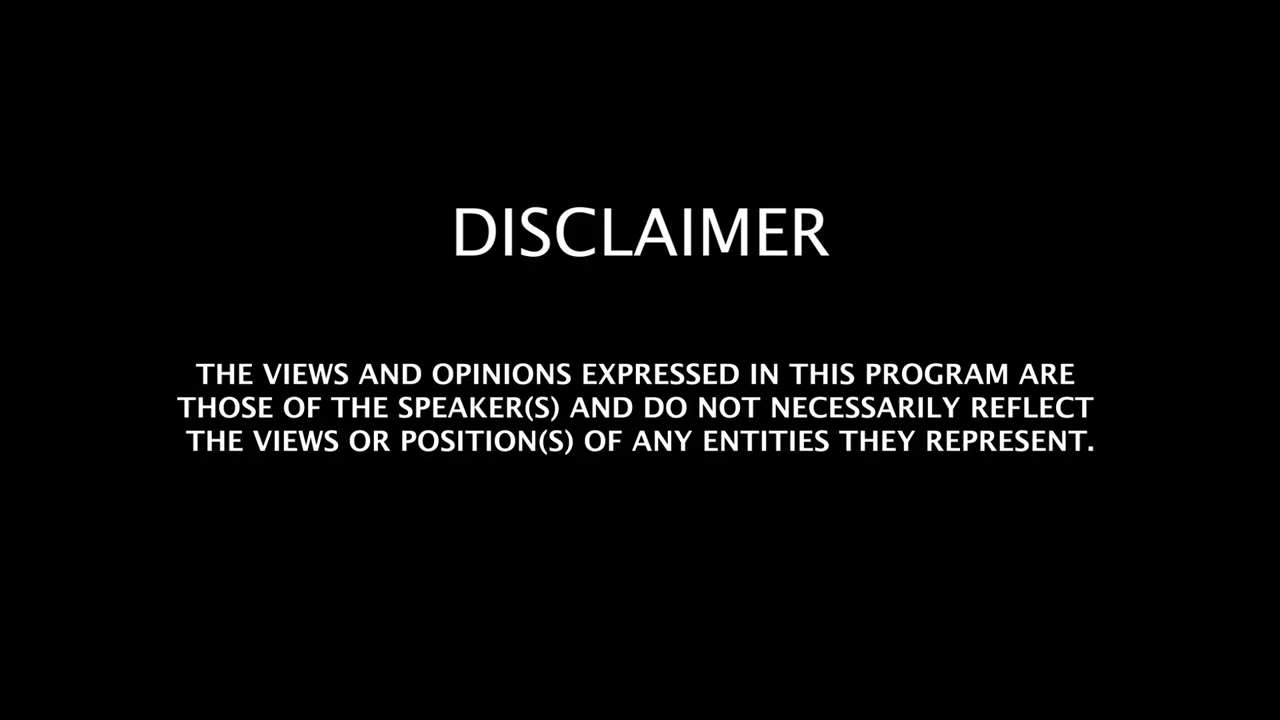 DISCLAIMER
THE VIEWS AND OPINIONS EXPRESSED IN THIS PROGRAM ARE
THOSE OF THE SPEAKER(S) AND DO NOT NECESSARILY REFLECT
THE VIEWS OR POSITION(S) OF ANY ENTITIES THEY REPRESENT.